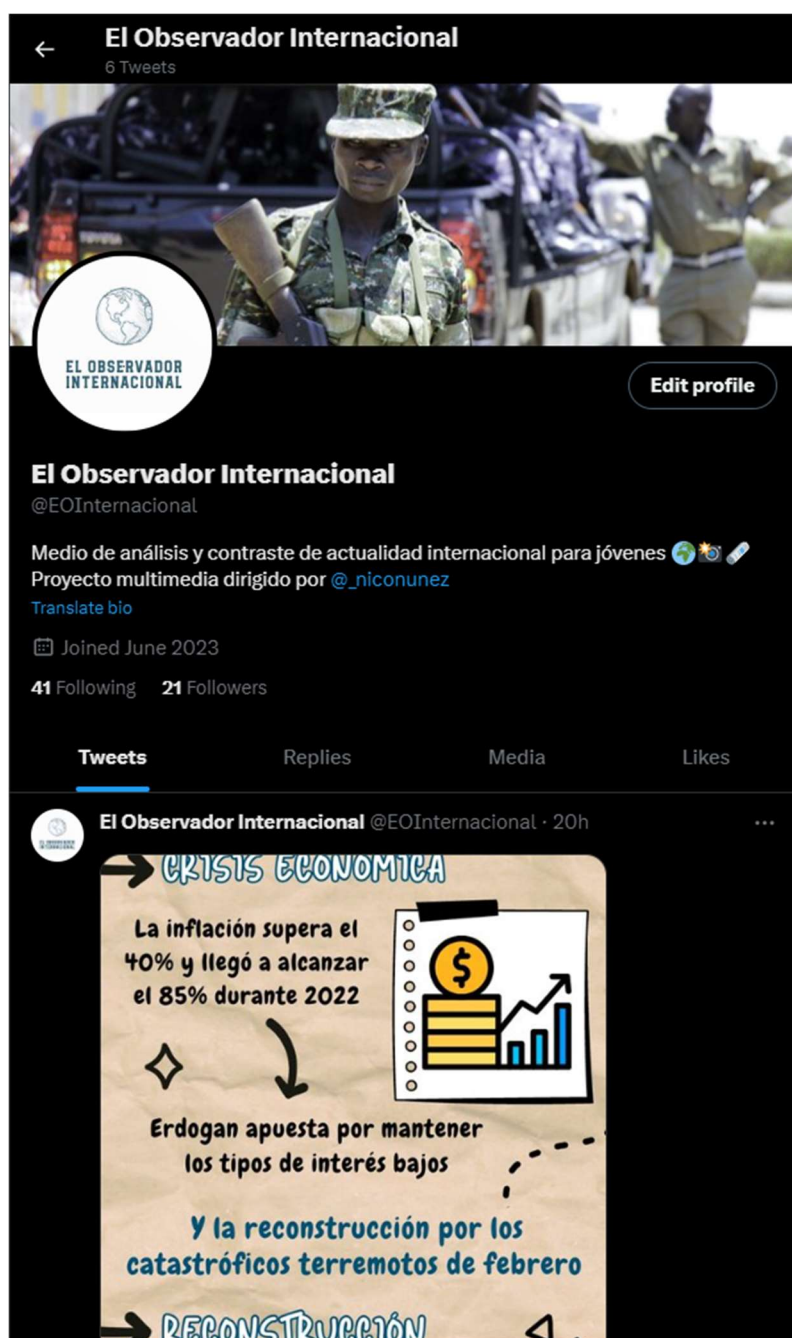 El Observador Internacional
6 Tweets
TOYOTA
EL OBSERVADOR
INTERNACIONAL
Edit profile
El Observador Internacional
@EOInternacional
Medio de análisis y contraste de actualidad internacional para jóvenes 🌍📸🗞️
Proyecto multimedia dirigido por @_niconunez
Translate bio
Joined June 2023
41 Following 21 Followers
Tweets Replies Media Likes
El Observador Internacional @EOInternacional · 20h
EL OBSERVADOR
INTERNACIONAL
CRISIS ECONÓMICA
La inflación supera el
40% y llegó a alcanzar
el 85% durante 2022
$
Erdogan apuesta por mantener
los tipos de interés bajos
Y la reconstrucción por los
catastróficos terremotos de febrero
RECONSTRUCCIÓN